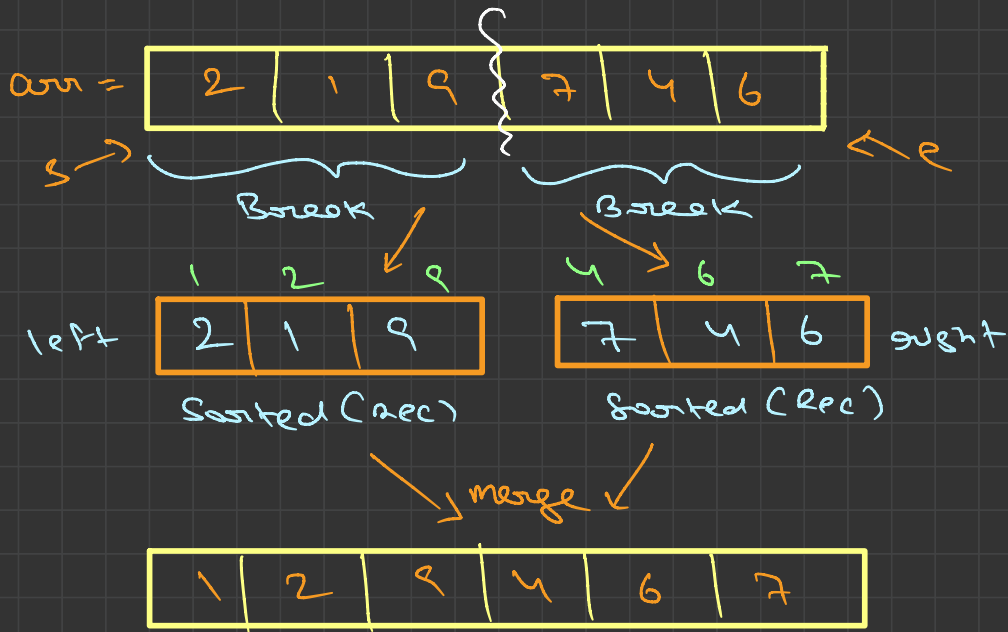 arr = 2 1 9 7 4 6
s e
Break Break
1 2 9 4 6 7
left 2 1 9 7 4 6 right
Sorted (Rec) Sorted (Rec)
merge
1 2 9 4 6 7